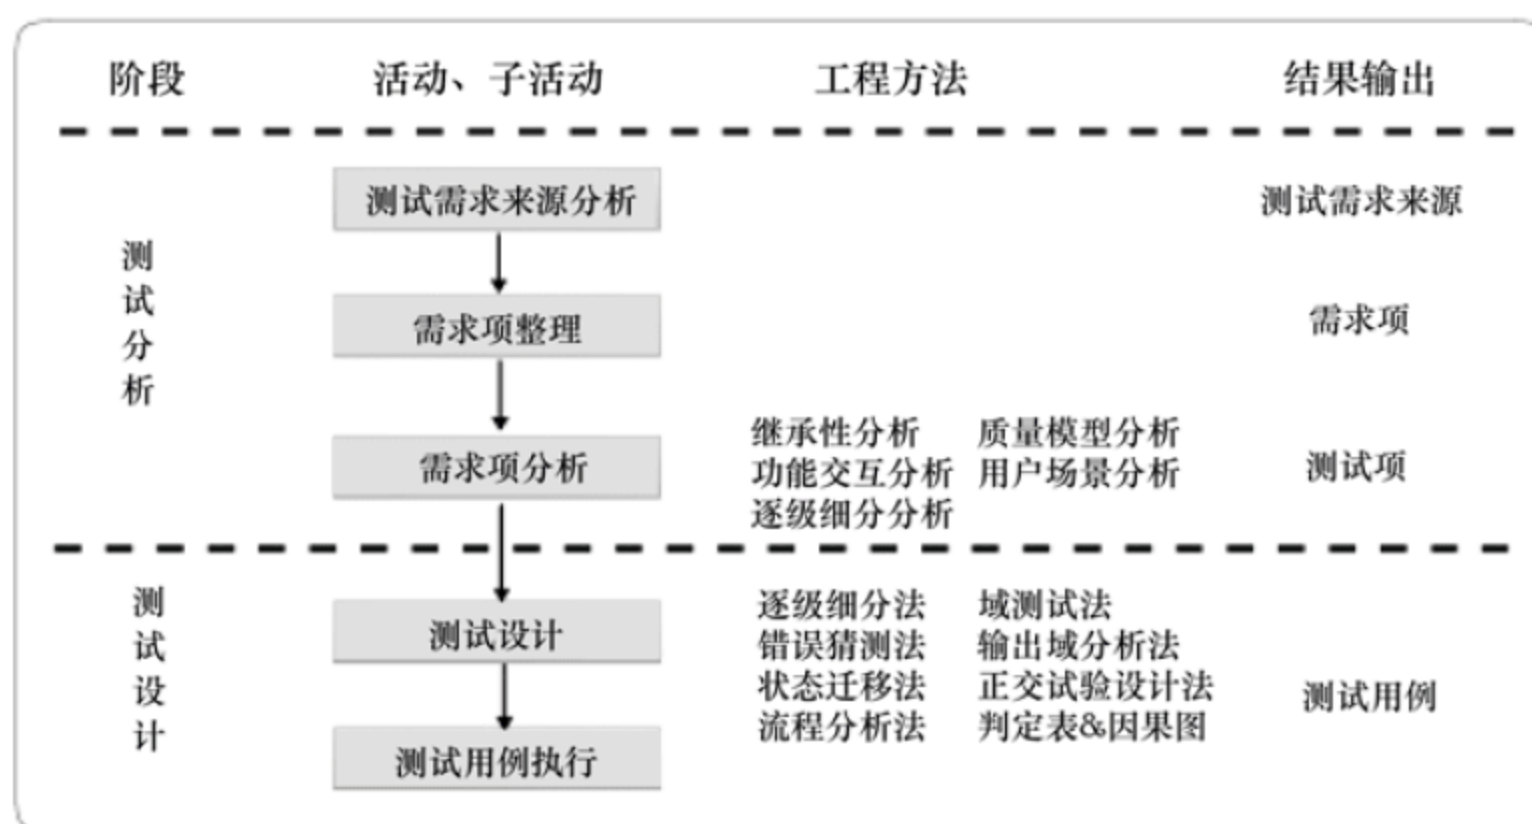 阶段 活动、子活动 工程方法 结果输出
测试分析
测试需求来源分析 测试需求来源
需求项整理 需求项
需求项分析
继承性分析 质量模型分析
功能交互分析 用户场景分析
逐级细分分析
测试项
测试设计
测试设计
逐级细分法 域测试法
错误猜测法 输出域分析法
状态迁移法 正交试验设计法
流程分析法 判定表&因果图
测试用例
测试用例执行